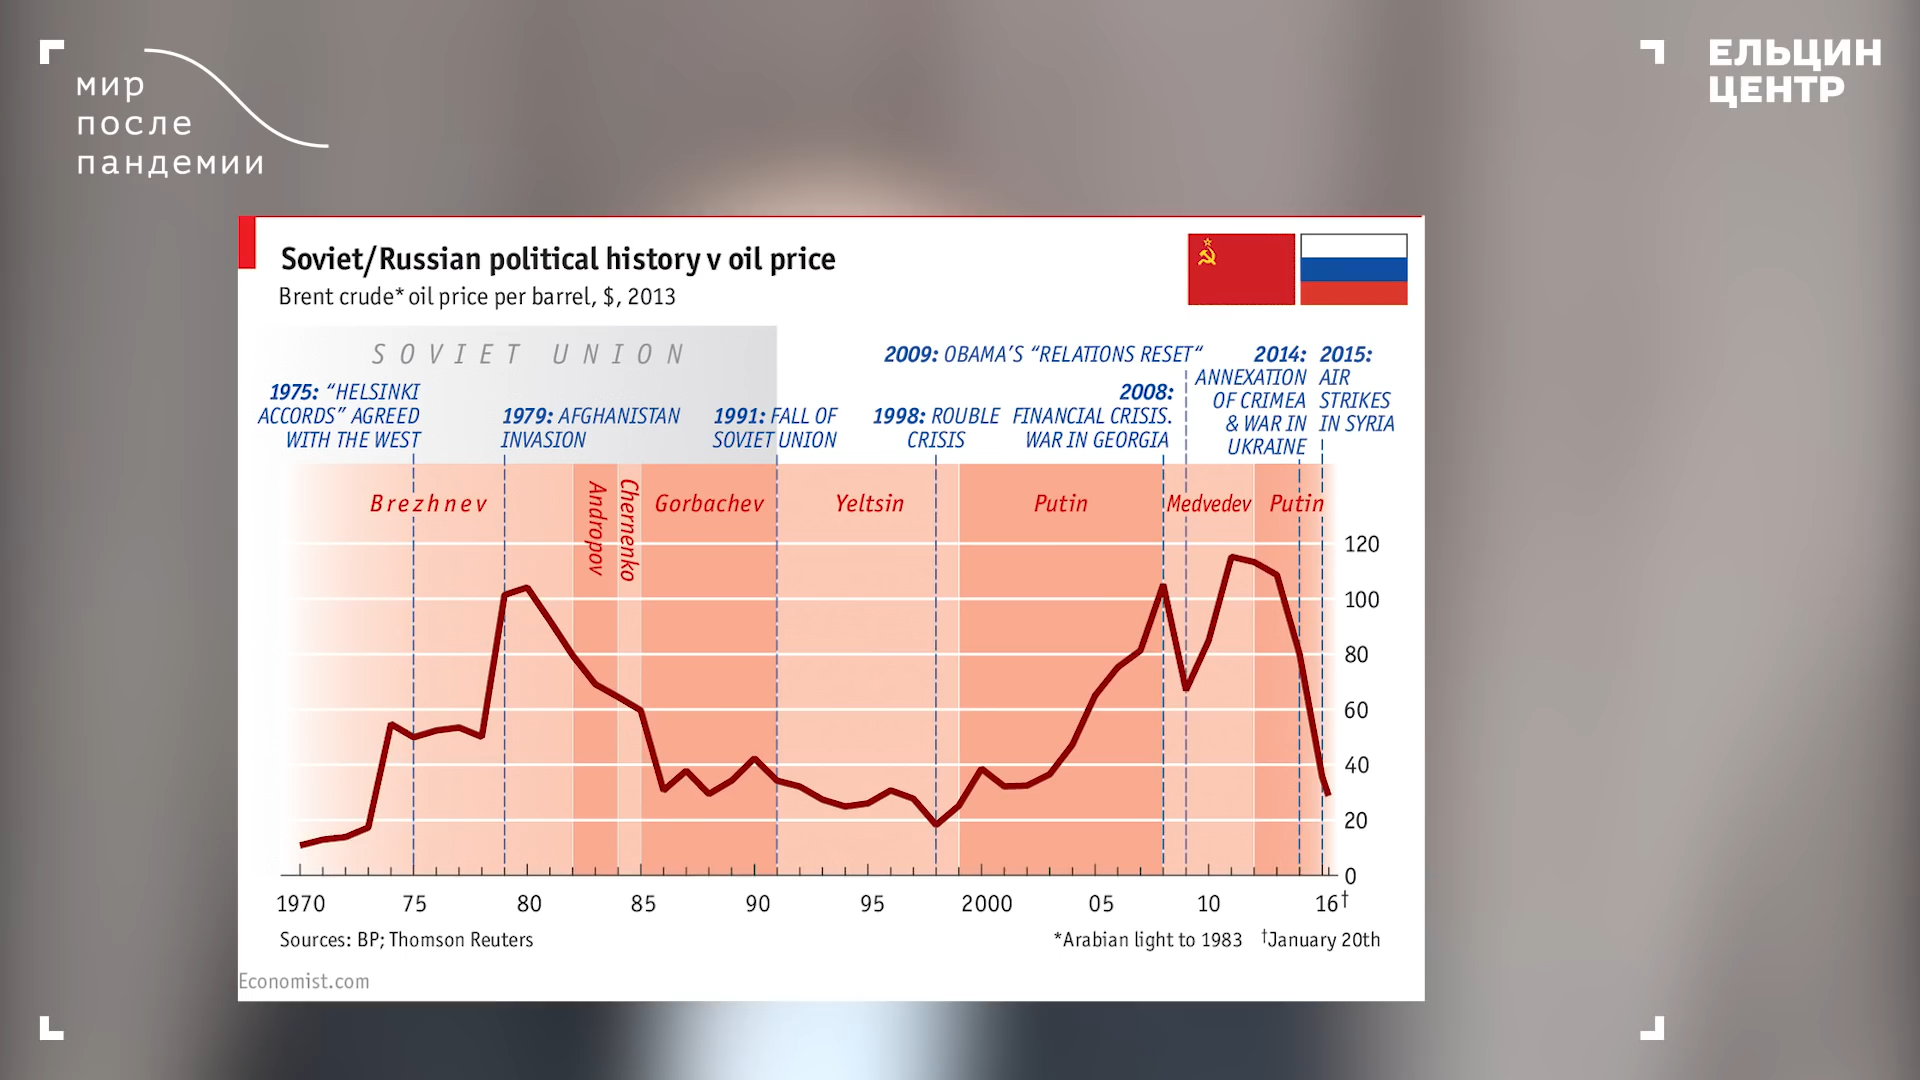 мир
после
пандемии
ЕЛЬЦИН
ЦЕНТР
Soviet/Russian political history v oil price
Brent crude* oil price per barrel, $, 2013
SOVIET UNION
1975: “HELSINKI
ACCORDS” AGREED
WITH THE WEST
1979: AFGHANISTAN
INVASION
1991: FALL OF
SOVIET UNION
1998: ROUBLE
CRISIS
2008:
FINANCIAL CRISIS.
WAR IN GEORGIA
2009: OBAMA’S “RELATIONS RESET“
2014:
ANNEXATION
OF CRIMEA
& WAR IN
UKRAINE
2015:
AIR
STRIKES
IN SYRIA
Brezhnev
Andropov
Chernenko
Gorbachev
Yeltsin
Putin
Medvedev
Putin
120
100
80
60
40
20
0
1970 75 80 85 90 95 2000 05 10 16†
Sources: BP; Thomson Reuters
*Arabian light to 1983 †January 20th
Economist.com